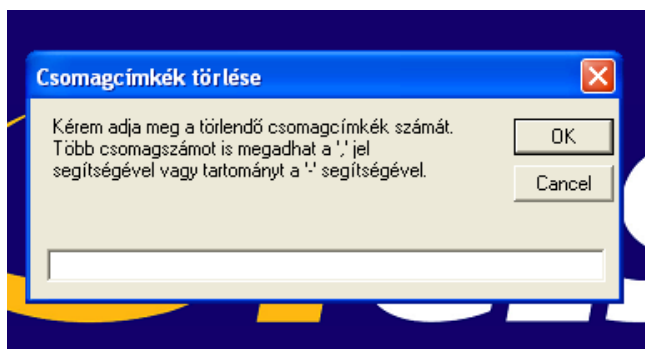 Csomagcímkék törlése
Kérem adja meg a törlendő csomagcímkék számát.
Több csomagszámot is megadhat a ',' jel
segítségével vagy tartományt a '-' segítségével.
OK
Cancel